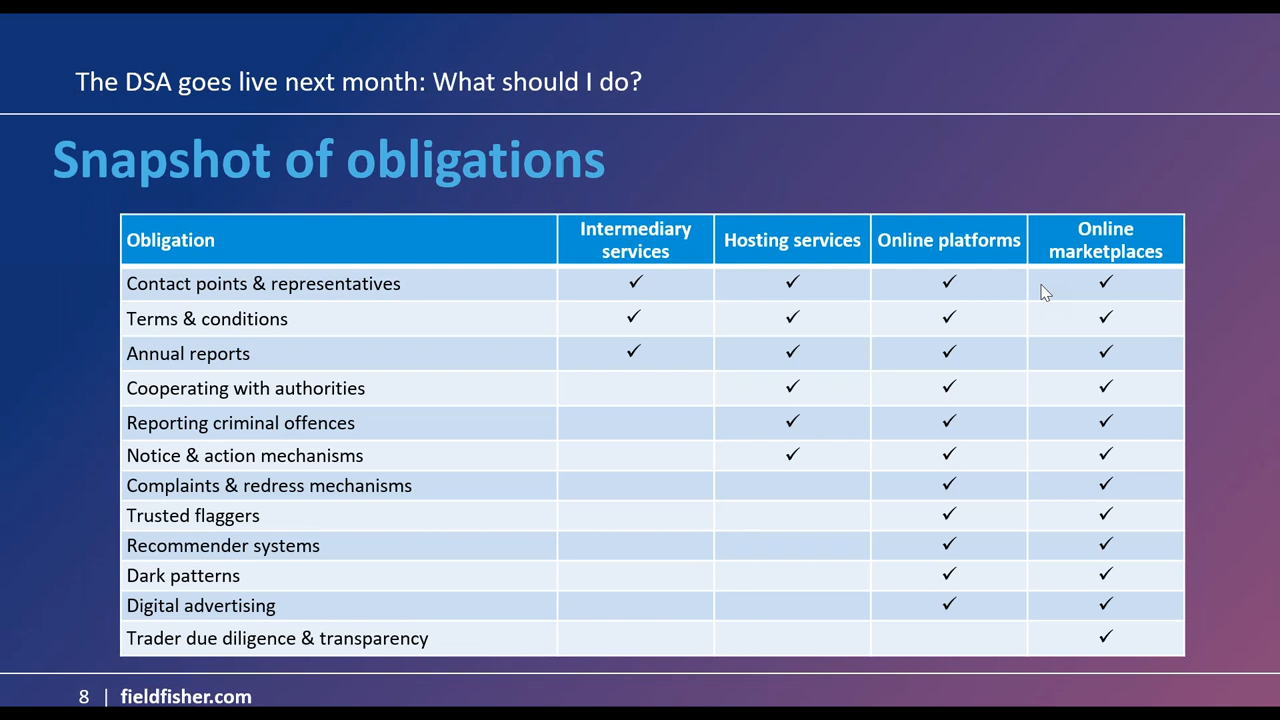 The DSA goes live next month: What should I do?
Snapshot of obligations
Obligation Intermediary services Hosting services Online platforms Online marketplaces
Contact points & representatives ✓ ✓ ✓ ✓
Terms & conditions ✓ ✓ ✓ ✓
Annual reports ✓ ✓ ✓ ✓
Cooperating with authorities ✓ ✓ ✓
Reporting criminal offences ✓ ✓ ✓
Notice & action mechanisms ✓ ✓ ✓
Complaints & redress mechanisms ✓ ✓
Trusted flaggers ✓ ✓
Recommender systems ✓ ✓
Dark patterns ✓ ✓
Digital advertising ✓ ✓
Trader due diligence & transparency ✓
8 | fieldfisher.com